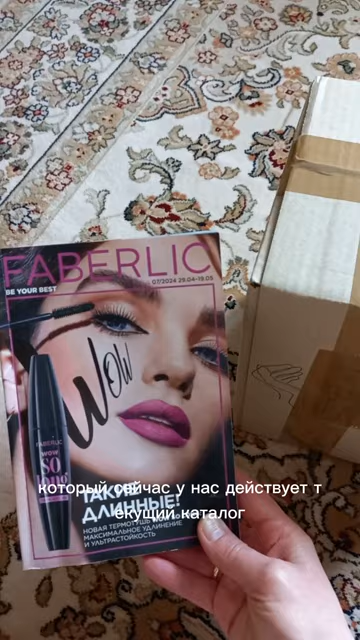 FABERLIC
BE YOUR BEST
07/2024 29.04–19.05
WOW
FABERLIC
WOW
SO
long
который сейчас у нас действует т
екущий каталог
ТАКИЕ
ДЛИННЫЕ?
НОВАЯ ТЕРМОТУШЬ
МАКСИМАЛЬНОЕ УДЛИНЕНИЕ
И УЛЬТРАСТОЙКОСТЬ